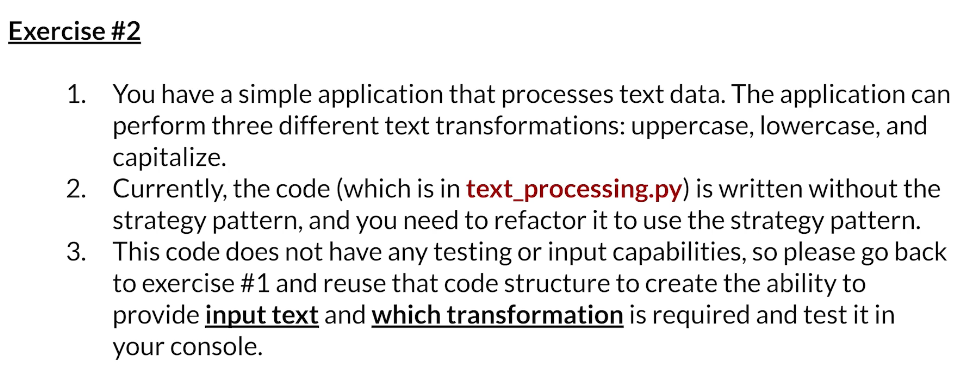 Exercise #2
1. You have a simple application that processes text data. The application can
perform three different text transformations: uppercase, lowercase, and
capitalize.
2. Currently, the code (which is in text_processing.py) is written without the
strategy pattern, and you need to refactor it to use the strategy pattern.
3. This code does not have any testing or input capabilities, so please go back
to exercise #1 and reuse that code structure to create the ability to
provide input text and which transformation is required and test it in
your console.